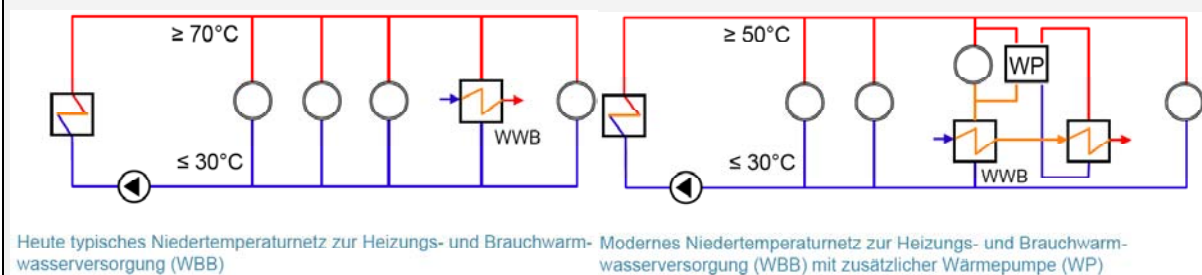 ≥ 70°C
≤ 30°C
WWB
Heute typisches Niedertemperaturnetz zur Heizungs- und Brauchwarm-
wasserversorgung (WBB)
≥ 50°C
WP
≤ 30°C
WWB
Modernes Niedertemperaturnetz zur Heizungs- und Brauchwarm-
wasserversorgung (WBB) mit zusätzlicher Wärmepumpe (WP)